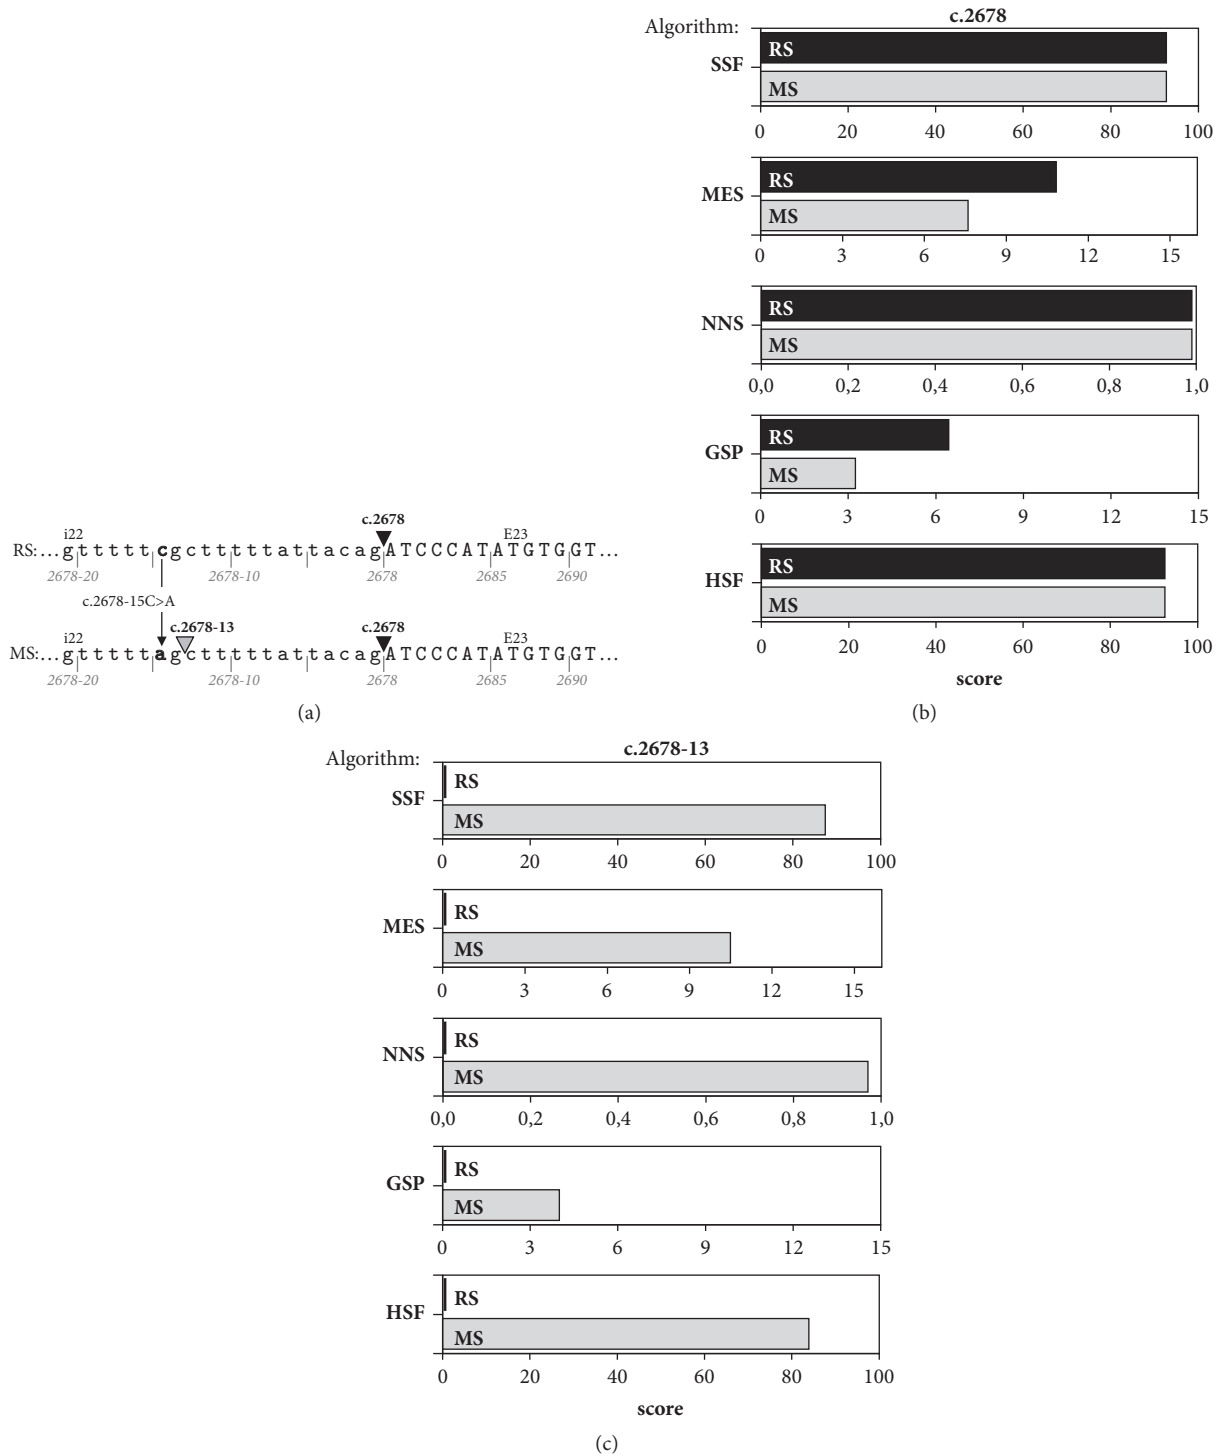 c.2678
Algorithm:
SSF
RS
MS
0 20 40 60 80 100
MES
RS
MS
0 3 6 9 12 15
NNS
RS
MS
0,0 0,2 0,4 0,6 0,8 1,0
GSP
RS
MS
0 3 6 9 12 15
HSF
RS
MS
0 20 40 60 80 100
score
(b)
c.2678
i22 E23
RS:...gtttttcgctttttattacagATCCCATATGTGGT...
2678-20 2678-10 2678 2685 2690
c.2678-15C>A
c.2678-13 c.2678
i22 E23
MS:...gtttttagctttttattacagATCCCATATGTGGT...
2678-20 2678-10 2678 2685 2690
(a)
c.2678-13
Algorithm:
SSF
RS
MS
0 20 40 60 80 100
MES
RS
MS
0 3 6 9 12 15
NNS
RS
MS
0,0 0,2 0,4 0,6 0,8 1,0
GSP
RS
MS
0 3 6 9 12 15
HSF
RS
MS
0 20 40 60 80 100
score
(c)